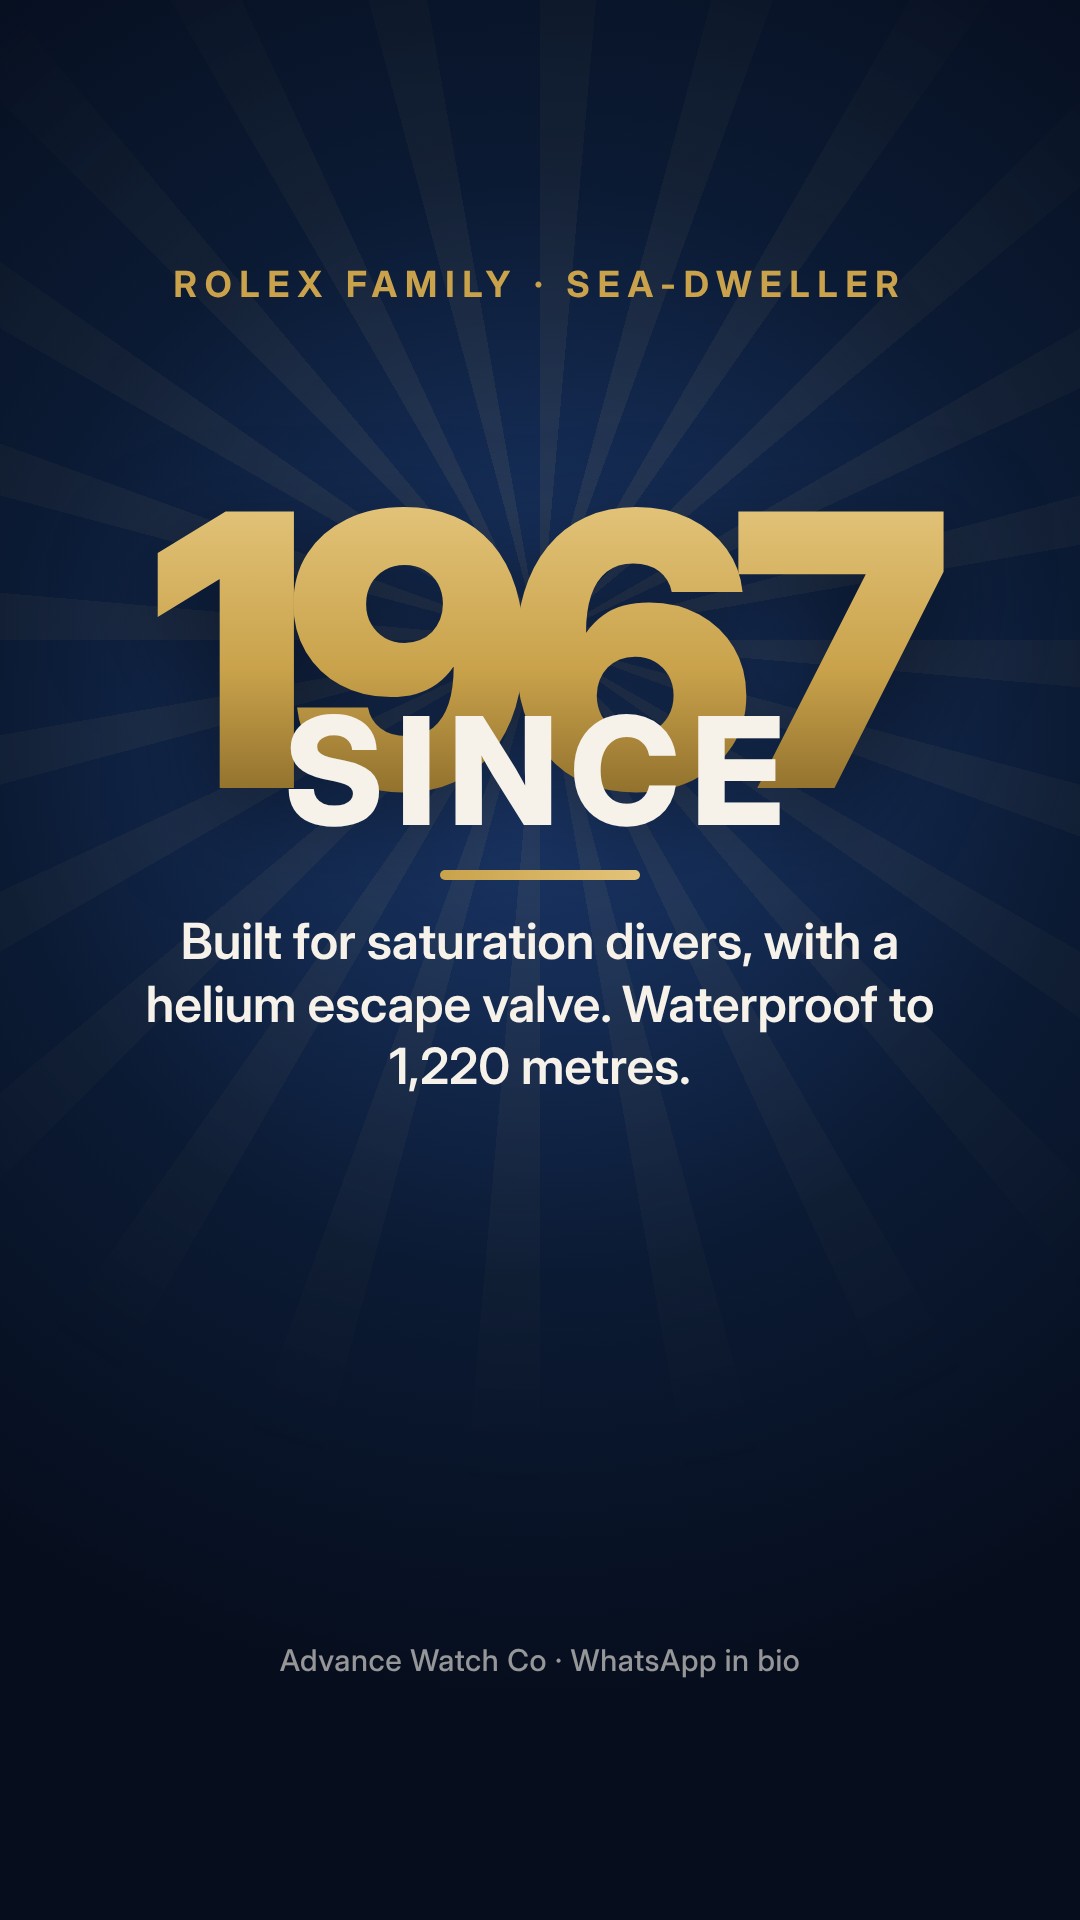 ROLEX FAMILY · SEA-DWELLER
1967
SINCE
Built for saturation divers, with a
helium escape valve. Waterproof to
1,220 metres.
Advance Watch Co · WhatsApp in bio